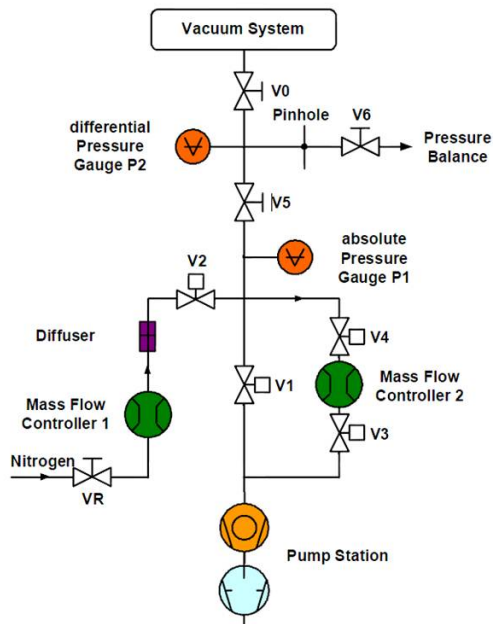 Vacuum System
V0
differential
Pressure
Gauge P2
Pinhole
V6
Pressure
Balance
V5
absolute
Pressure
Gauge P1
V2
Diffuser
V4
V1
Mass Flow
Controller 2
Mass Flow
Controller 1
V3
Nitrogen
VR
Pump Station